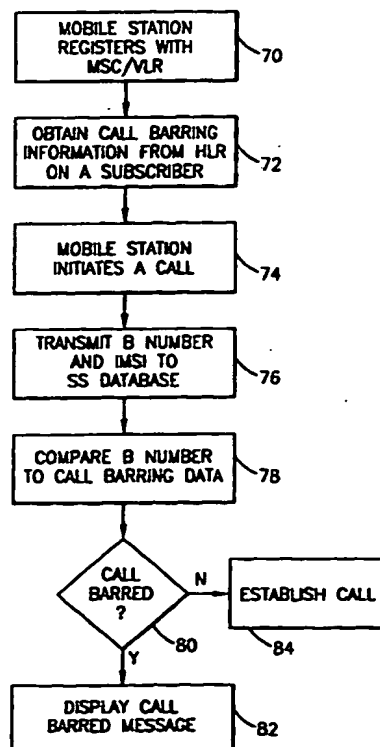 MOBILE STATION
REGISTERS WITH
MSC/VLR
70
OBTAIN CALL BARRING
INFORMATION FROM HLR
ON A SUBSCRIBER
72
MOBILE STATION
INITIATES A CALL
74
TRANSMIT B NUMBER
AND IMSI TO
SS DATABASE
76
COMPARE B NUMBER
TO CALL BARRING DATA
78
CALL
BARRED
?
80
N
ESTABLISH CALL
84
Y
DISPLAY CALL
BARRED MESSAGE
82